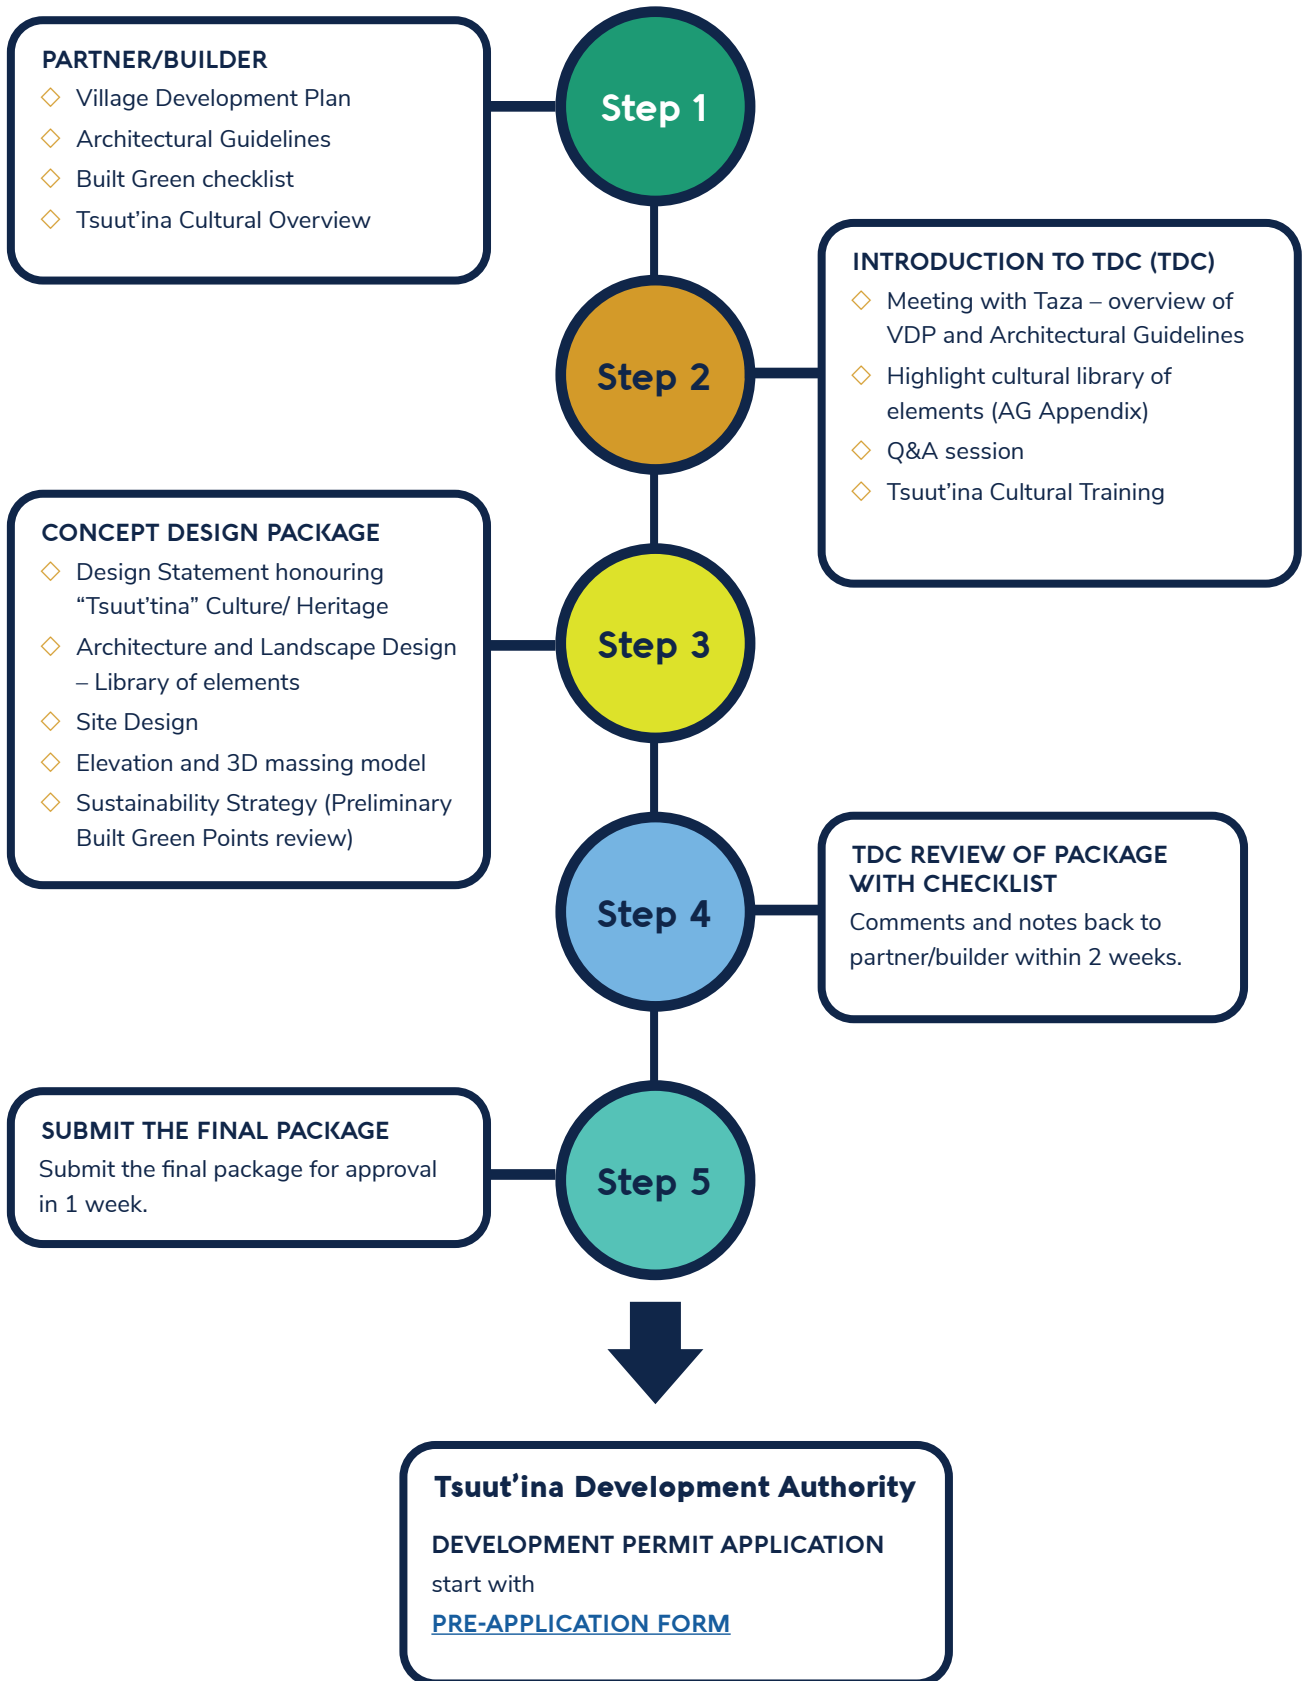 PARTNER/BUILDER
Village Development Plan
Architectural Guidelines
Built Green checklist
Tsuut’ina Cultural Overview
Step 1
INTRODUCTION TO TDC (TDC)
Meeting with Taza – overview of
VDP and Architectural Guidelines
Highlight cultural library of
elements (AG Appendix)
Q&A session
Tsuut’ina Cultural Training
Step 2
CONCEPT DESIGN PACKAGE
Design Statement honouring
“Tsuut’tina” Culture/ Heritage
Architecture and Landscape Design
– Library of elements
Site Design
Elevation and 3D massing model
Sustainability Strategy (Preliminary
Built Green Points review)
Step 3
Step 4
TDC REVIEW OF PACKAGE
WITH CHECKLIST
Comments and notes back to
partner/builder within 2 weeks.
SUBMIT THE FINAL PACKAGE
Submit the final package for approval
in 1 week.
Step 5
Tsuut’ina Development Authority
DEVELOPMENT PERMIT APPLICATION
start with
PRE-APPLICATION FORM